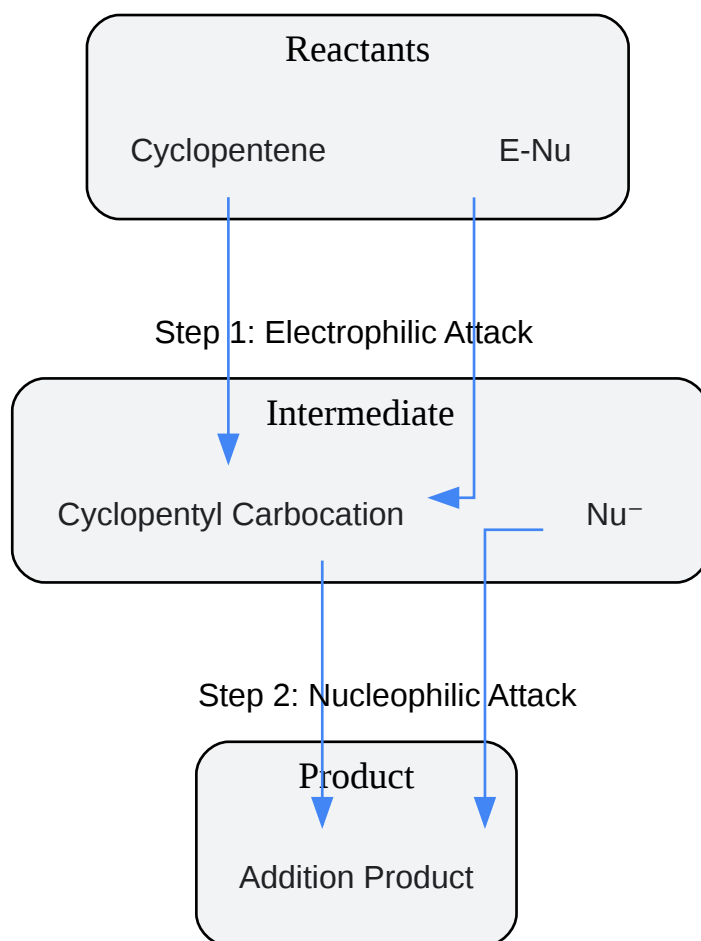 Reactants
Cyclopentene E-Nu
Step 1: Electrophilic Attack
Intermediate
Cyclopentyl Carbocation Nu⁻
Step 2: Nucleophilic Attack
Product
Addition Product